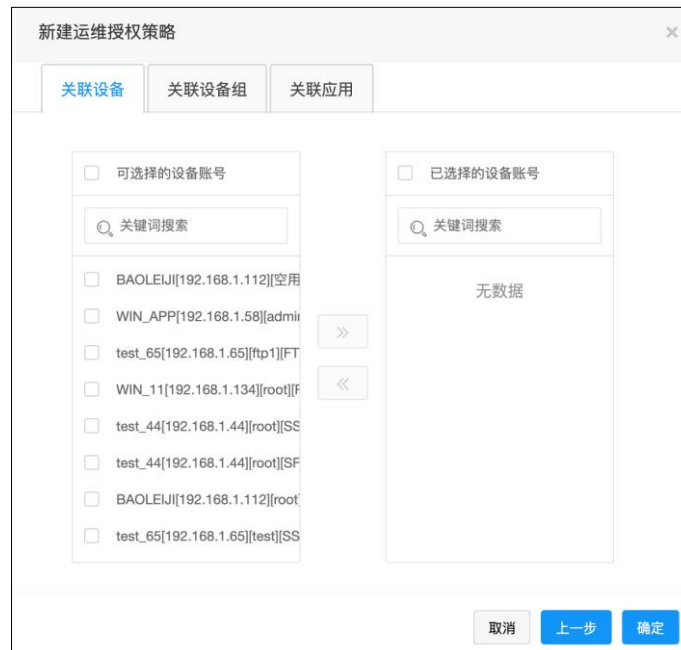 新建运维授权策略
关联设备 关联设备组 关联应用
可选择的设备账号
关键词搜索
BAOLEIJI[192.168.1.112][空用
WIN_APP[192.168.1.58][admi
test_65[192.168.1.65][ftp1][FT
WIN_11[192.168.1.134][root][F
test_44[192.168.1.44][root][SS
test_44[192.168.1.44][root][SF
BAOLEIJI[192.168.1.112][root]
test_65[192.168.1.65][test][SS
已选择的设备账号
关键词搜索
无数据
取消 上一步 确定